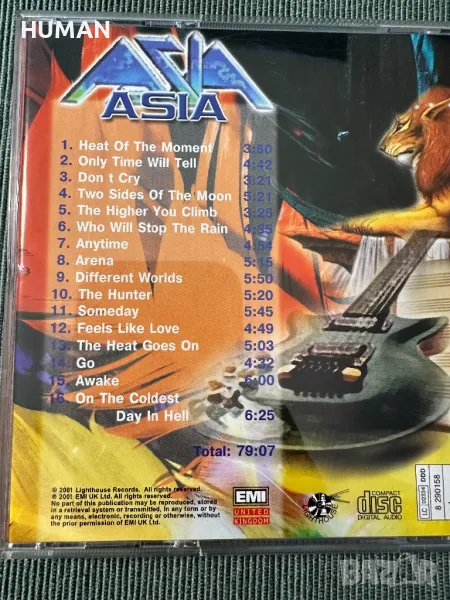 HUMAN
ASIA
ASIA
1. Heat Of The Moment 3:50
2. Only Time Will Tell 4:42
3. Don t Cry 3:21
4. Two Sides Of The Moon 5:21
5. The Higher You Climb 3:25
6. Who Will Stop The Rain 4:35
7. Anytime
8. Arena 5:15
9. Different Worlds 5:50
10. The Hunter 5:20
11. Someday 5:45
12. Feels Like Love 4:49
13. The Heat Goes On 5:03
14. Go 4:32
15. Awake 6:00
16. On The Coldest
Day In Hell 6:25
Total: 79:07
℗ 2001 Lighthouse Records. All rights reserved.
© 2001 EMI UK Ltd. All rights reserved.
No part of this publication may be reproduced, stored
in a retrieval system or transmitted, in any form or by
any means, electronic, recording or otherwise, without
the prior permission of EMI UK Ltd.
EMI
UNITED
KINGDOM
LIGHTHOUSE
COMPACT
disc
DIGITAL AUDIO
LC 02334 DDD
8 290158
BAZAR